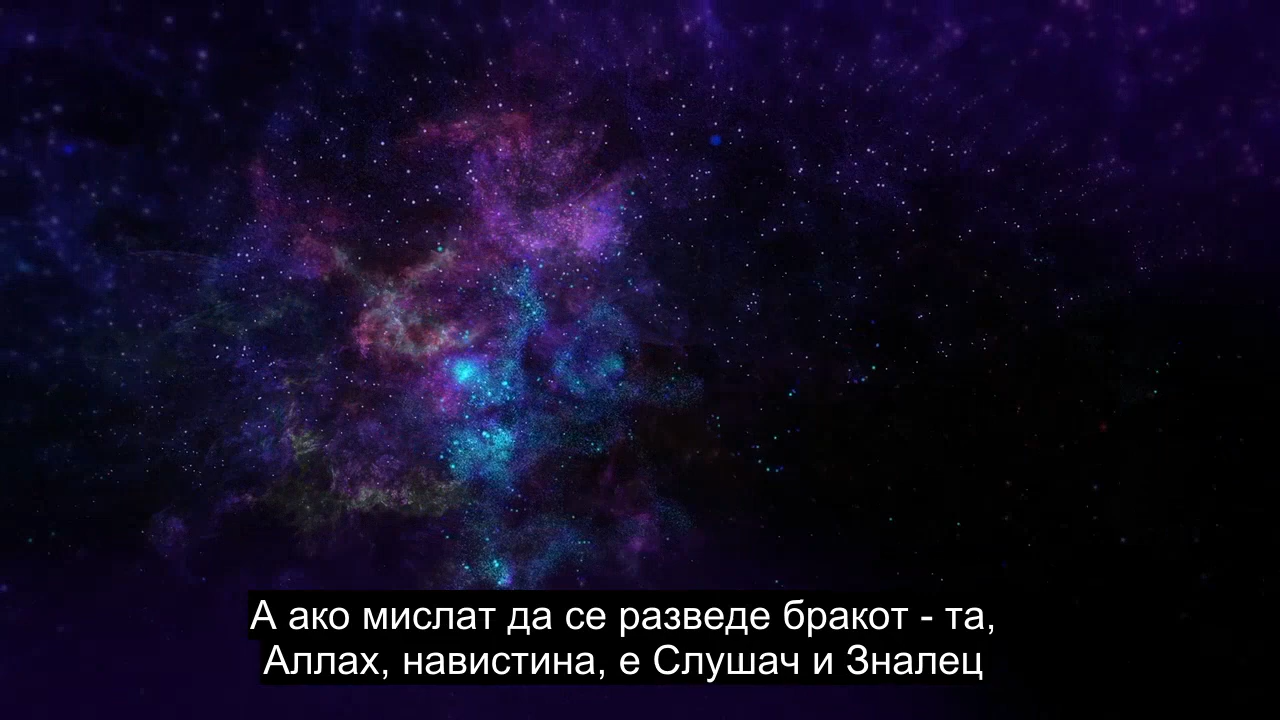 А ако мислат да се разведе бракот - та,
Аллах, навистина, е Слушач и Зналец